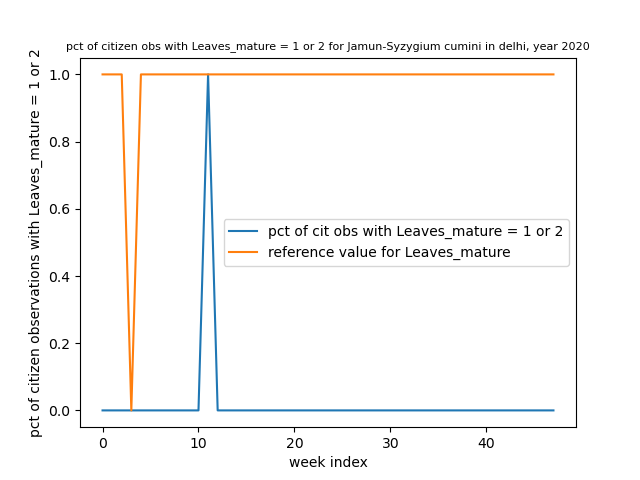 pct of citizen obs with Leaves_mature = 1 or 2 for Jamun-Syzygium cumini in delhi, year 2020
pct of citizen observations with Leaves_mature = 1 or 2
1.0
0.8
0.6
0.4
0.2
0.0
pct of cit obs with Leaves_mature = 1 or 2
reference value for Leaves_mature
0 10 20 30 40
week index